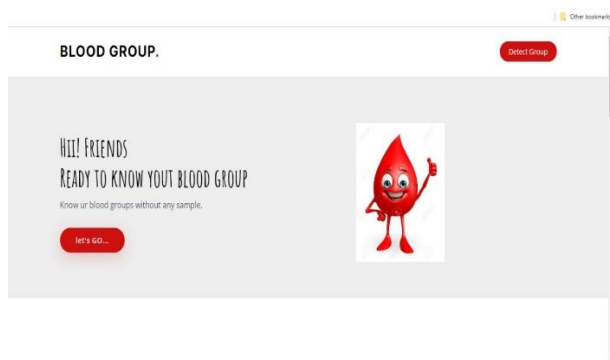 Other bookmarks
BLOOD GROUP.
Detect Group
HII! FRIENDS
READY TO KNOW YOUT BLOOD GROUP
Know ur blood groups without any sample.
let's GO...